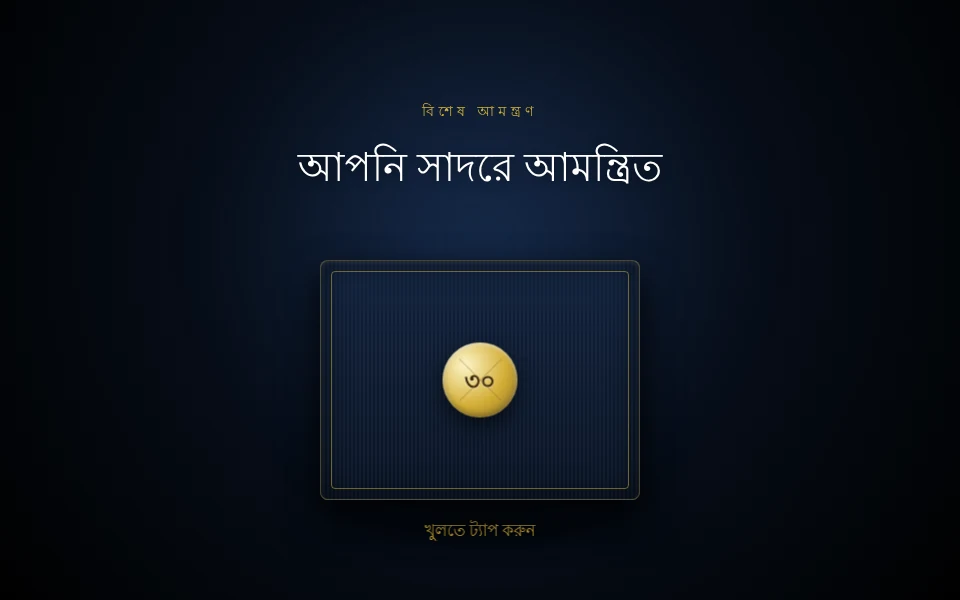 বিশেষ আমন্ত্রণ
আপনি সাদরে আমন্ত্রিত
৩০
খুলতে ট্যাপ করুন